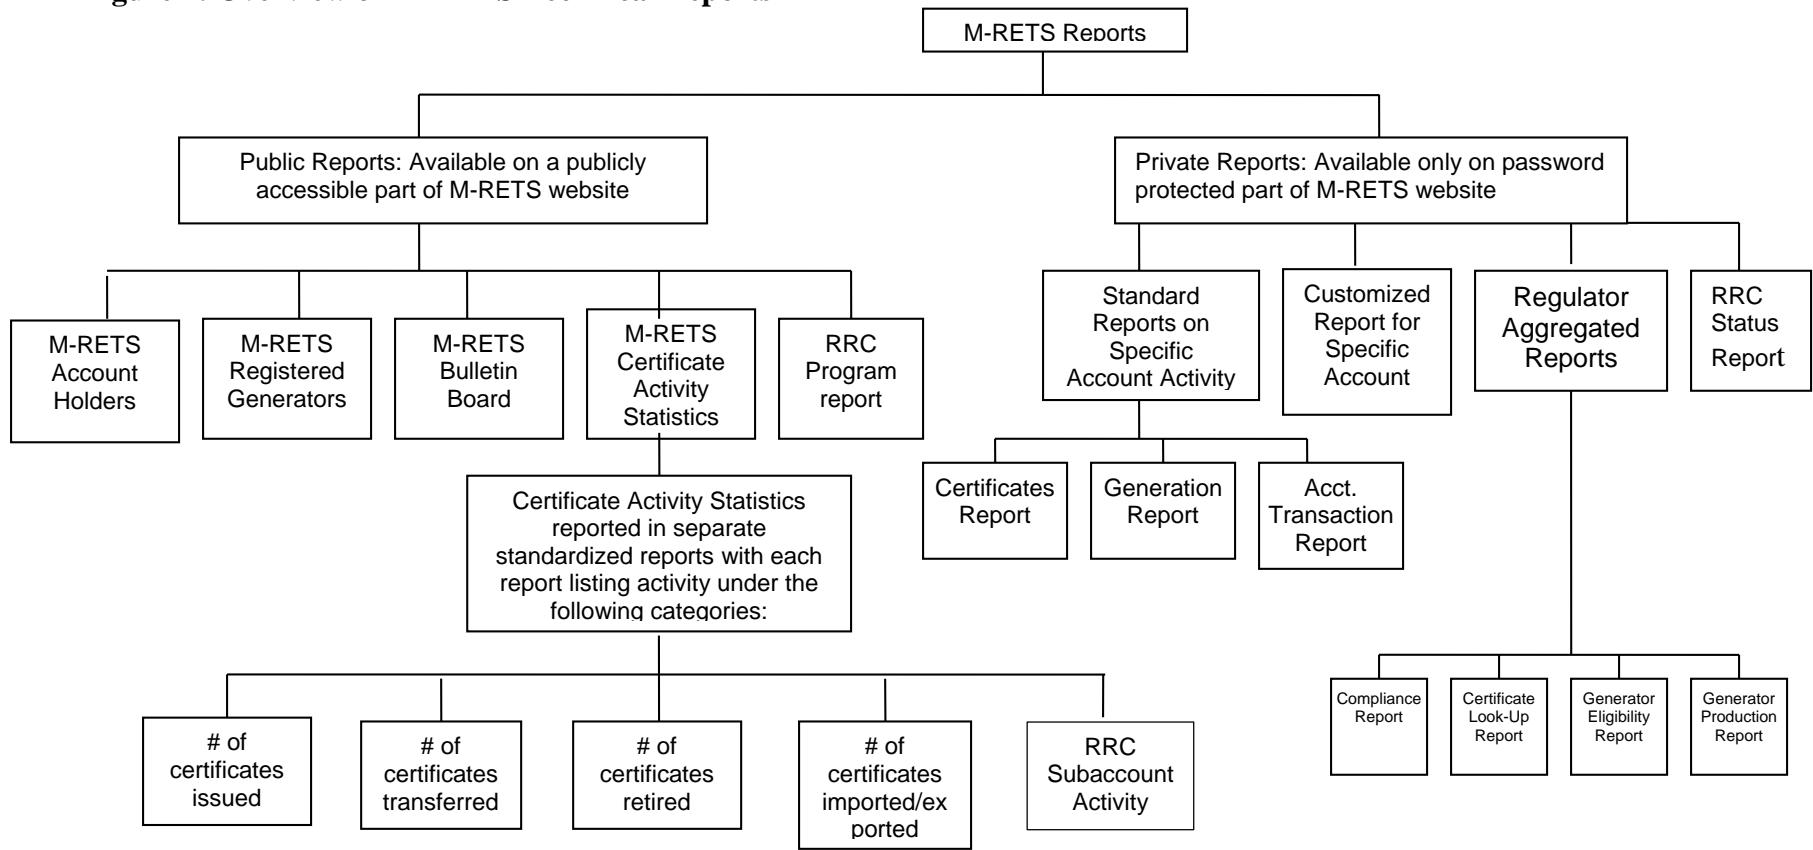 M-RETS Reports
Public Reports: Available on a publicly
accessible part of M-RETS website
Private Reports: Available only on password
protected part of M-RETS website
M-RETS
Account
Holders
M-RETS
Registered
Generators
M-RETS
Bulletin
Board
M-RETS
Certificate
Activity
Statistics
RRC
Program
report
Standard
Reports on
Specific
Account Activity
Customized
Report for
Specific
Account
Regulator
Aggregated
Reports
RRC
Status
Report
Certificates
Report
Generation
Report
Acct.
Transaction
Report
Certificate Activity Statistics
reported in separate
standardized reports with each
report listing activity under the
following categories:
# of
certificates
issued
# of
certificates
transferred
# of
certificates
retired
# of
certificates
imported/ex
ported
RRC
Subaccount
Activity
Compliance
Report
Certificate
Look-Up
Report
Generator
Eligibility
Report
Generator
Production
Report